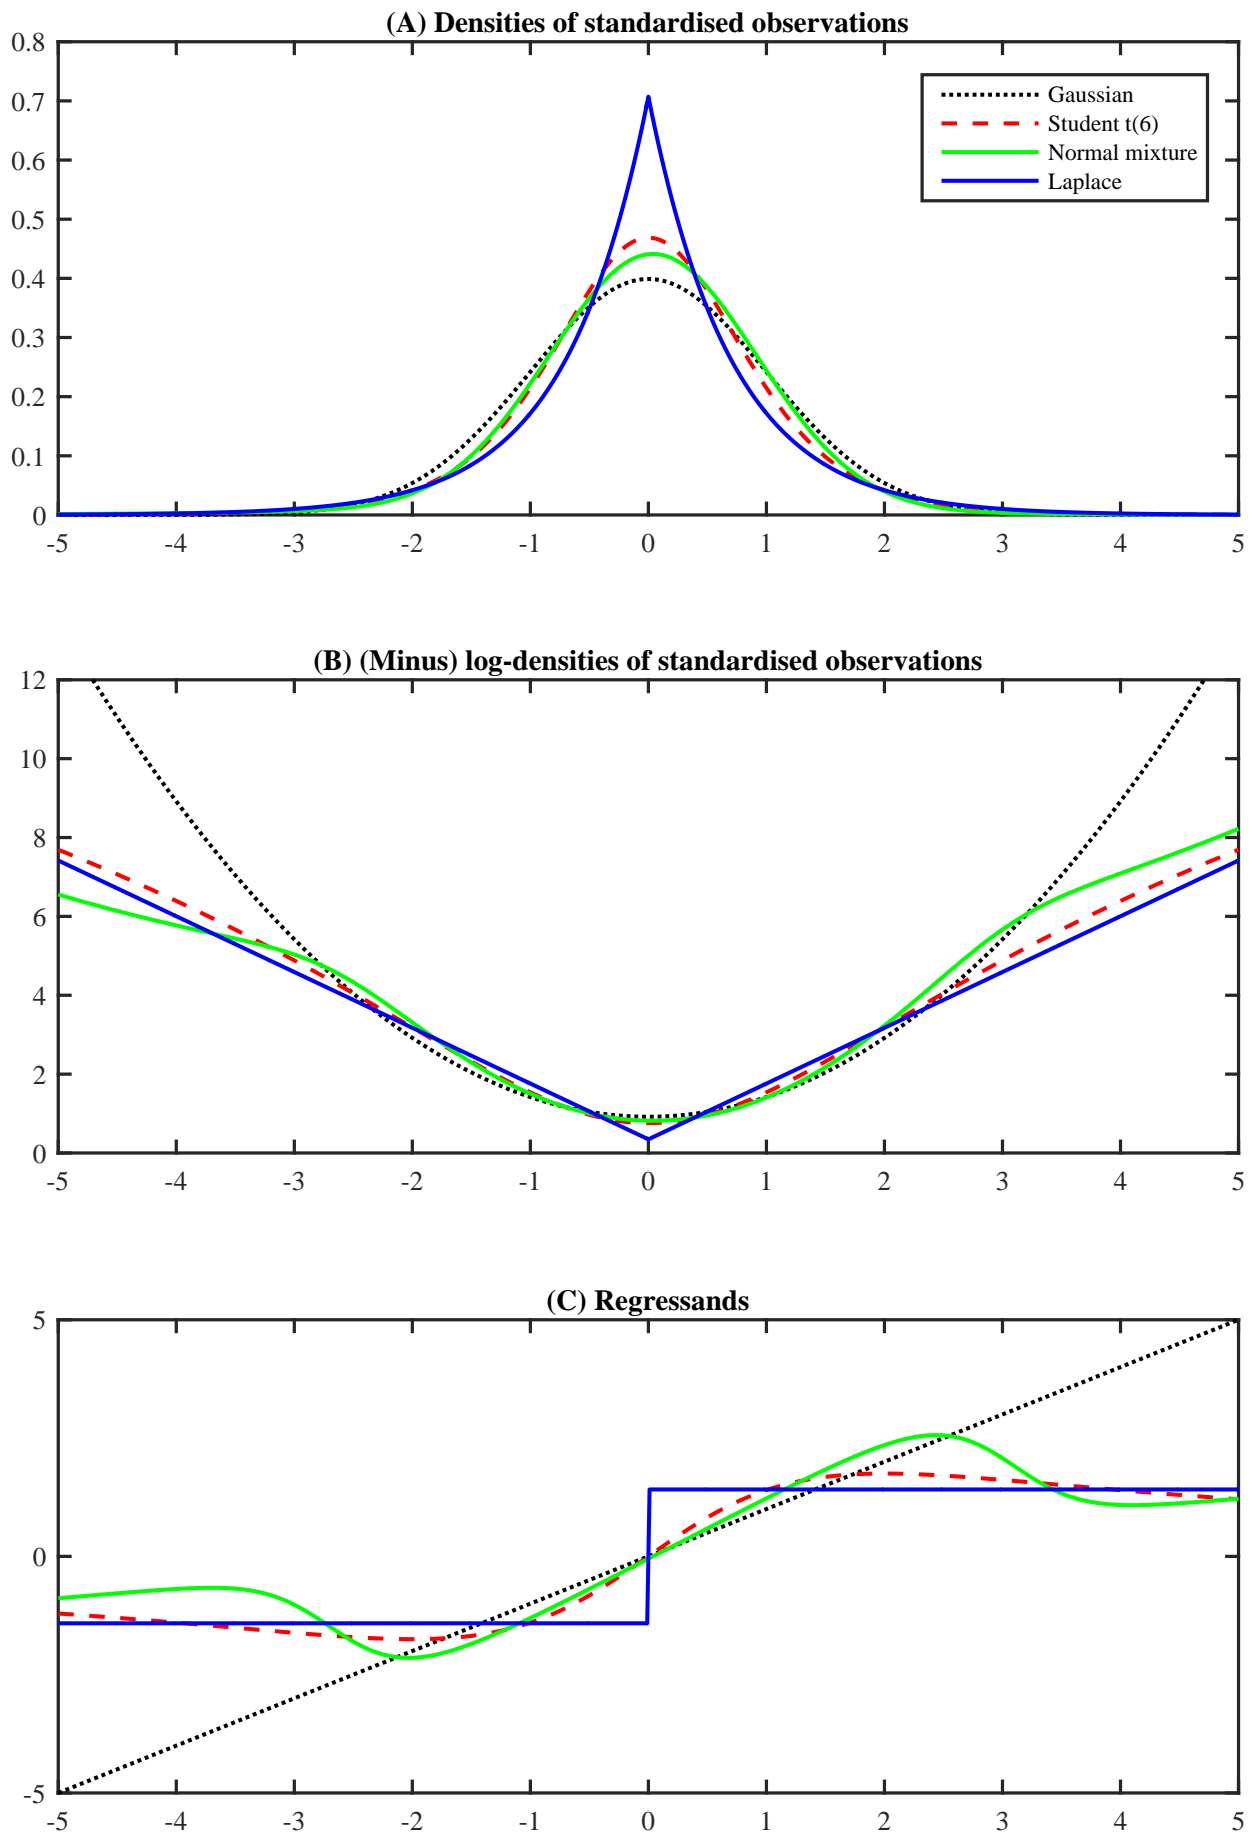 (A) Densities of standardised observations
0.8
0.7
0.6
0.5
0.4
0.3
0.2
0.1
0
Gaussian
Student t(6)
Normal mixture
Laplace
-5 -4 -3 -2 -1 0 1 2 3 4 5
(B) (Minus) log-densities of standardised observations
12
10
8
6
4
2
0
-5 -4 -3 -2 -1 0 1 2 3 4 5
(C) Regressands
5
0
-5
-5 -4 -3 -2 -1 0 1 2 3 4 5